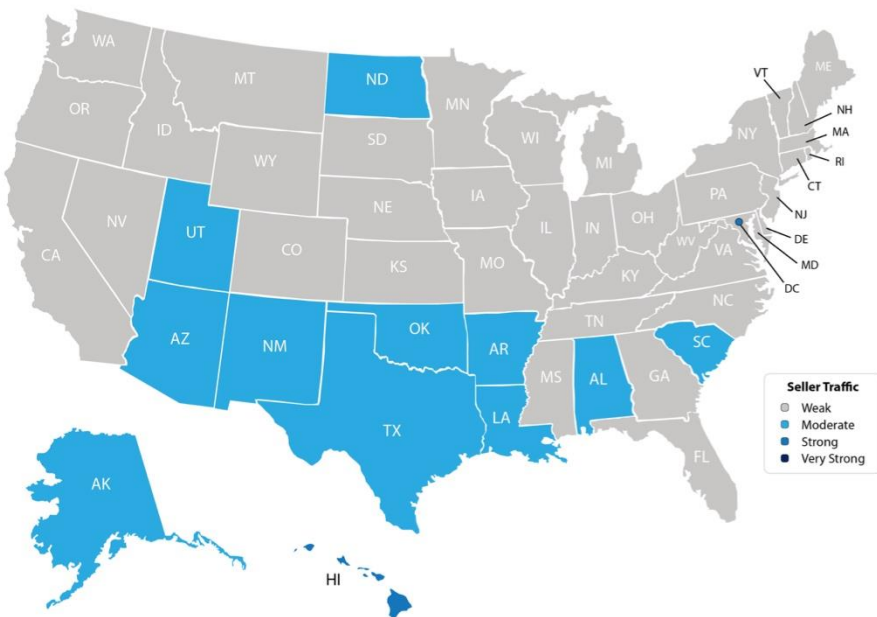 WA
MT
ND
MN
ME
VT
OR
ID
SD
WI
NY
NH
MA
WY
MI
RI
CT
IA
PA
NE
NV
OH
NJ
UT
IL
IN
DE
CO
WV
CA
KS
MO
VA
MD
KY
DC
NC
TN
OK
AZ
NM
AR
SC
MS
AL
GA
Seller Traffic
Weak
Moderate
Strong
Very Strong
LA
TX
FL
AK
HI